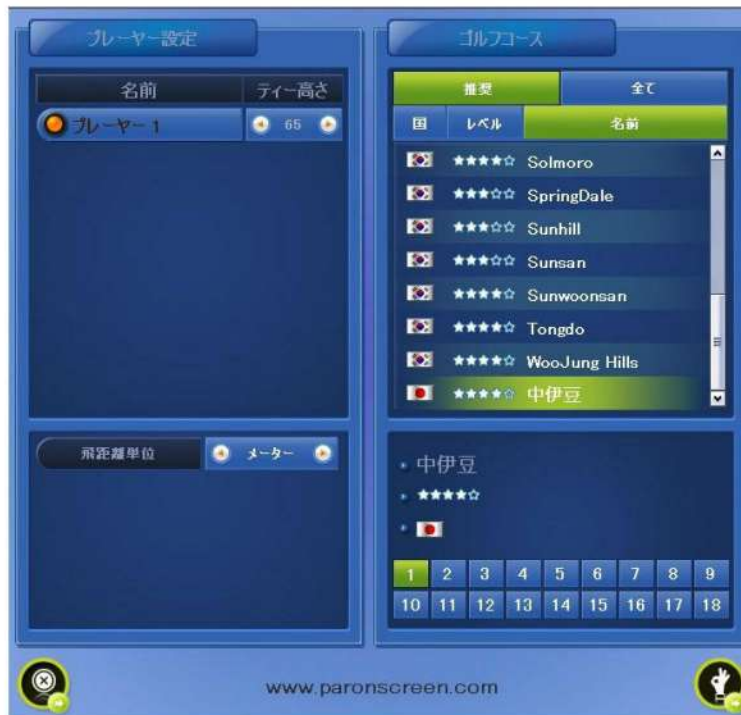 プレーヤー設定
名前 ティー高さ
プレーヤー 1 65
飛距離単位 メーター
ゴルフコース
推奨 全て
国 レベル 名前
★★★★☆ Solmoro
★★★☆☆ SpringDale
★★★☆☆ Sunhill
★★★☆☆ Sunsan
★★★★☆ Sunwoonsan
★★★★☆ Tongdo
★★★★☆ WooJung Hills
★★★★☆ 中伊豆
中伊豆
★★★★☆
1 2 3 4 5 6 7 8 9
10 11 12 13 14 15 16 17 18
www.paronscreen.com